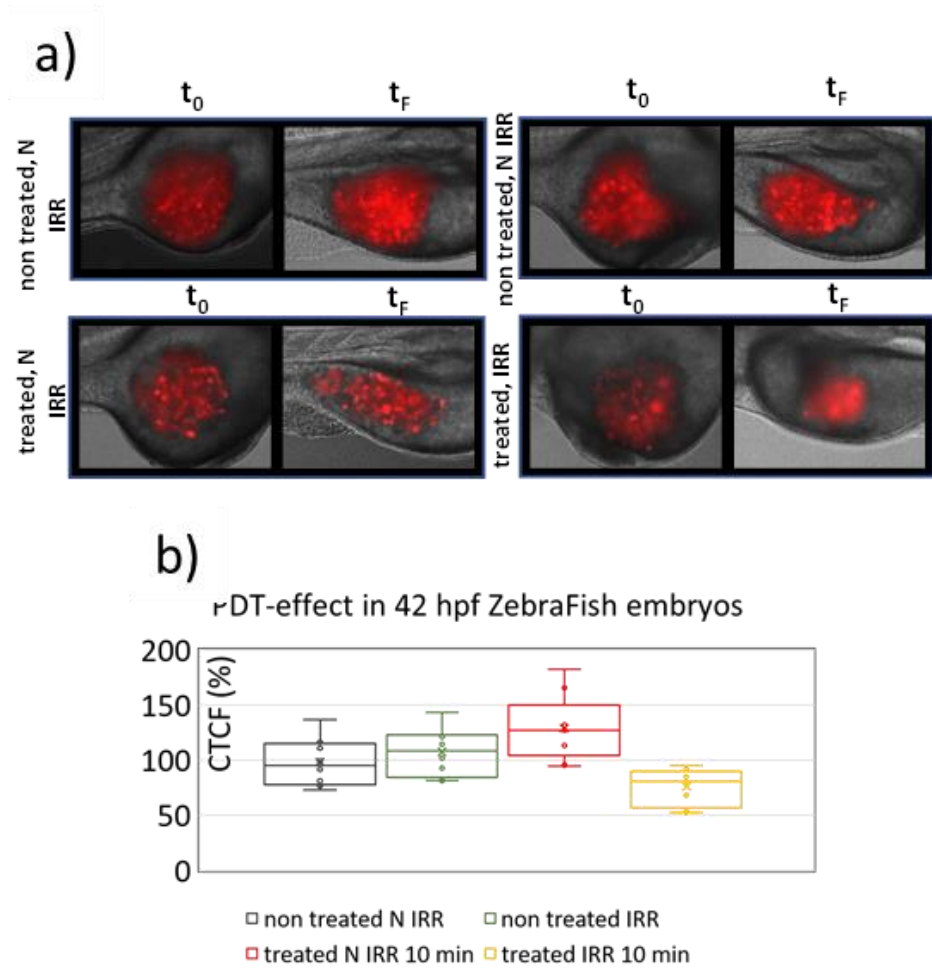 a)
t0 tF t0 tF
non treated, N
IRR
non treated, N IRR
t0 tF t0 tF
treated, N
IRR
treated, IRR
b)
PDT-effect in 42 hpf ZebraFish embryos
CTCF (%)
200
150
100
50
0
non treated N IRR non treated IRR
treated N IRR 10 min treated IRR 10 min